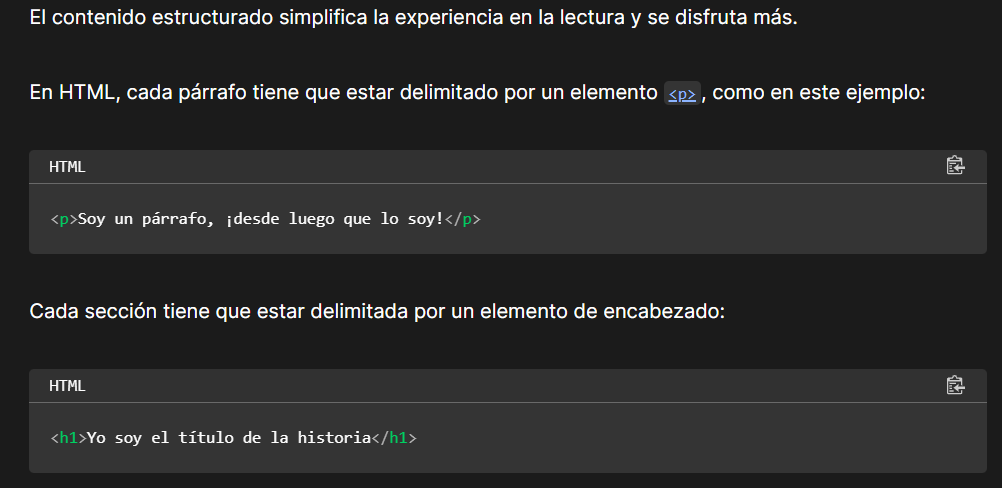 El contenido estructurado simplifica la experiencia en la lectura y se disfruta más.
En HTML, cada párrafo tiene que estar delimitado por un elemento <p>, como en este ejemplo:
HTML
<p>Soy un párrafo, ¡desde luego que lo soy!</p>
Cada sección tiene que estar delimitada por un elemento de encabezado:
HTML
<h1>Yo soy el título de la historia</h1>